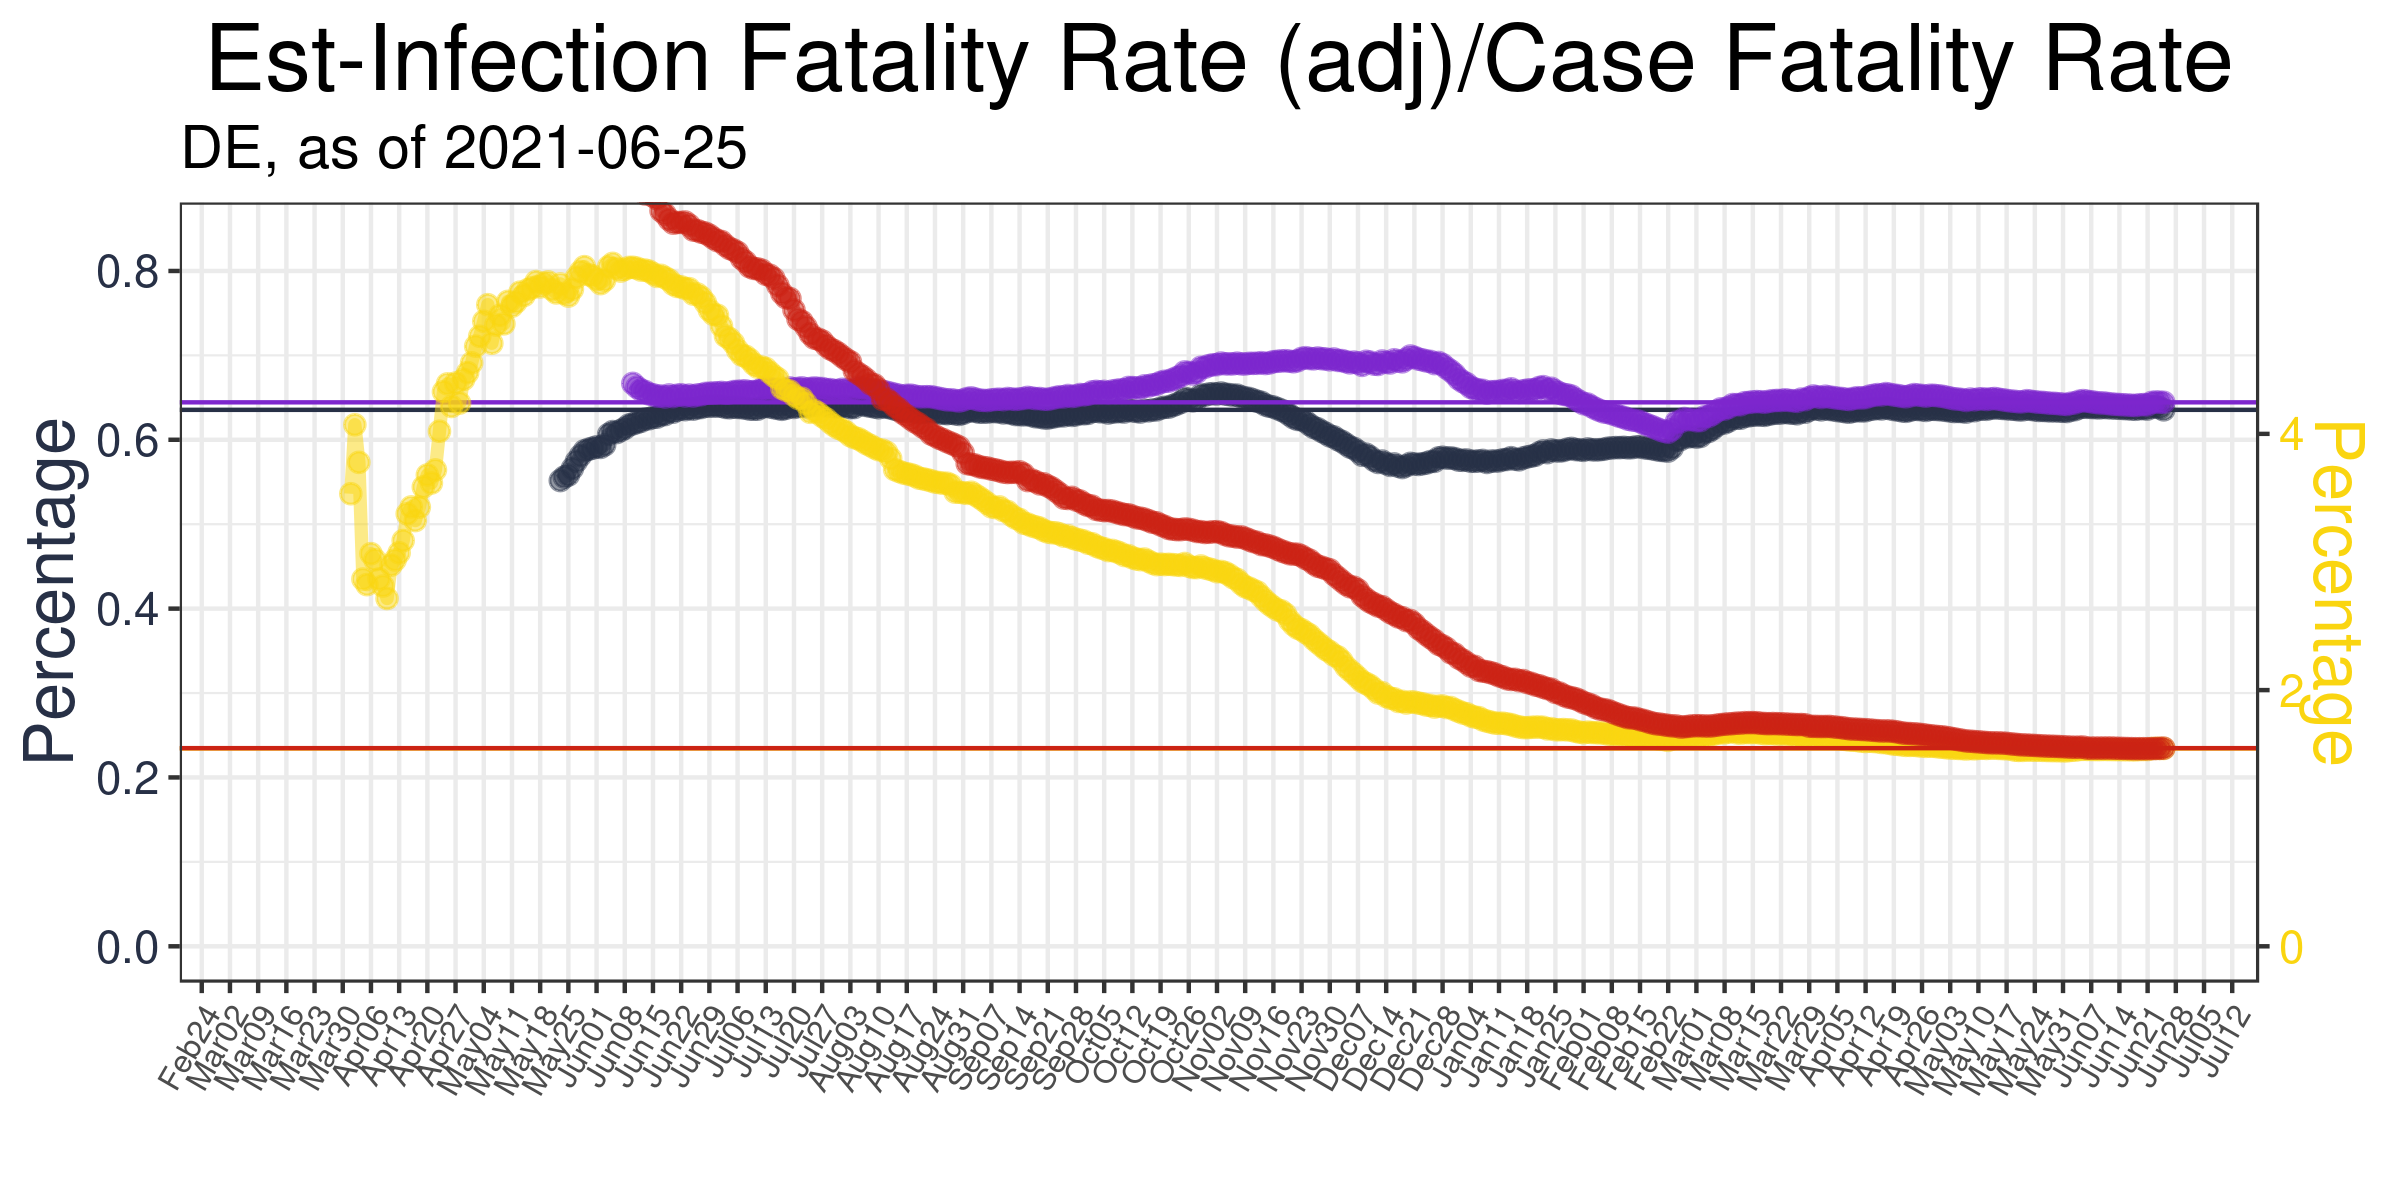 Est-Infection Fatality Rate (adj)/Case Fatality Rate
DE, as of 2021-06-25
Percentage
0.8
0.6
0.4
0.2
0.0
4
2
0
Percentage
Feb24
Mar02
Mar09
Mar16
Mar23
Mar30
Apr06
Apr13
Apr20
Apr27
May04
May11
May18
May25
Jun01
Jun08
Jun15
Jun22
Jun29
Jul06
Jul13
Jul20
Jul27
Aug03
Aug10
Aug17
Aug24
Aug31
Sep07
Sep14
Sep21
Sep28
Oct05
Oct12
Oct19
Oct26
Nov02
Nov09
Nov16
Nov23
Nov30
Dec07
Dec14
Dec21
Dec28
Jan04
Jan11
Jan18
Jan25
Feb01
Feb08
Feb15
Feb22
Mar01
Mar08
Mar15
Mar22
Mar29
Apr05
Apr12
Apr19
Apr26
May03
May10
May17
May24
May31
Jun07
Jun14
Jun21
Jun28
Jul05
Jul12